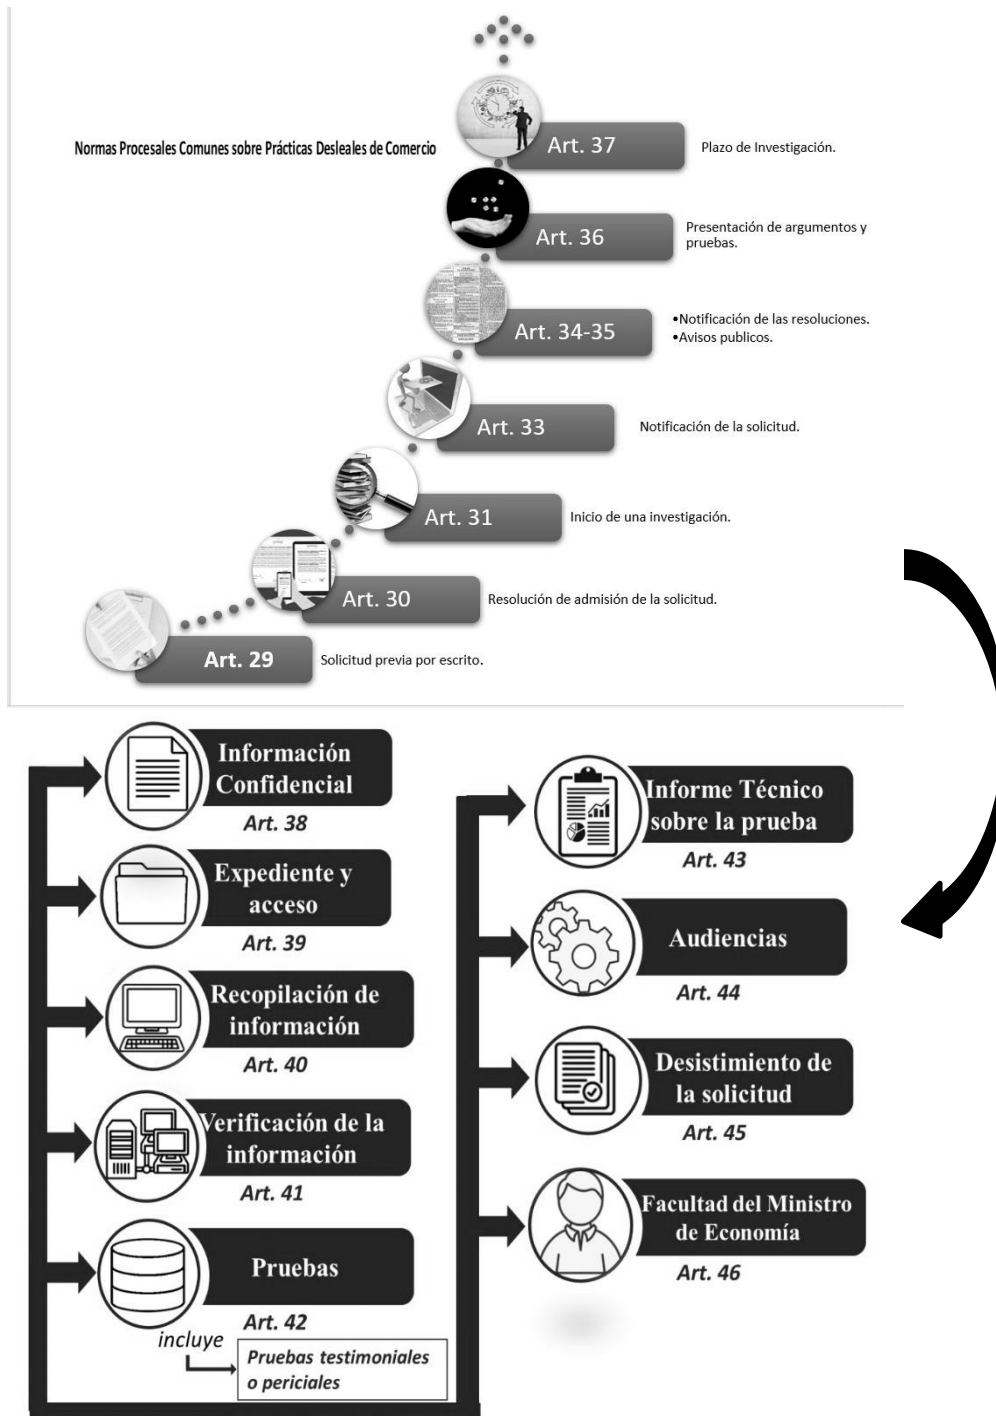 Normas Procesales Comunes sobre Prácticas Desleales de Comercio
Art. 37
Plazo de Investigación.
Art. 36
Presentación de argumentos y
pruebas.
Art. 34-35
•Notificación de las resoluciones.
•Avisos publicos.
Art. 33
Notificación de la solicitud.
Art. 31
Inicio de una investigación.
Art. 30
Resolución de admisión de la solicitud.
Art. 29
Solicitud previa por escrito.
Información
Confidencial
Art. 38
Expediente y
acceso
Art. 39
Recopilación de
información
Art. 40
Verificación de la
información
Art. 41
Pruebas
Art. 42
incluye
Pruebas testimoniales
o periciales
Informe Técnico
sobre la prueba
Art. 43
Audiencias
Art. 44
Desistimiento de
la solicitud
Art. 45
Facultad del Ministro
de Economía
Art. 46